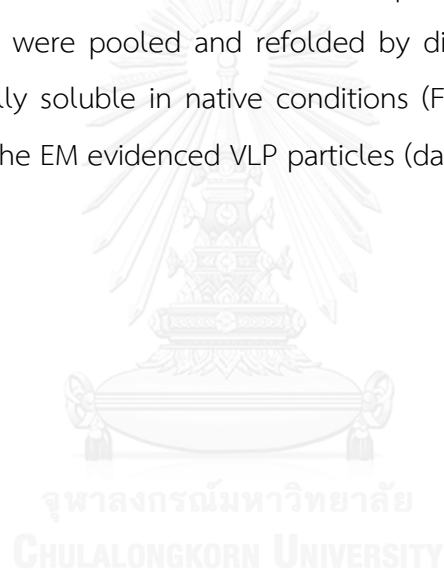 were pooled and refolded by di
lly soluble in native conditions (F
he EM evidenced VLP particles (da
จุฬาลงกรณ์มหาวิทยาลัย
CHULALONGKORN UNIVERSITY